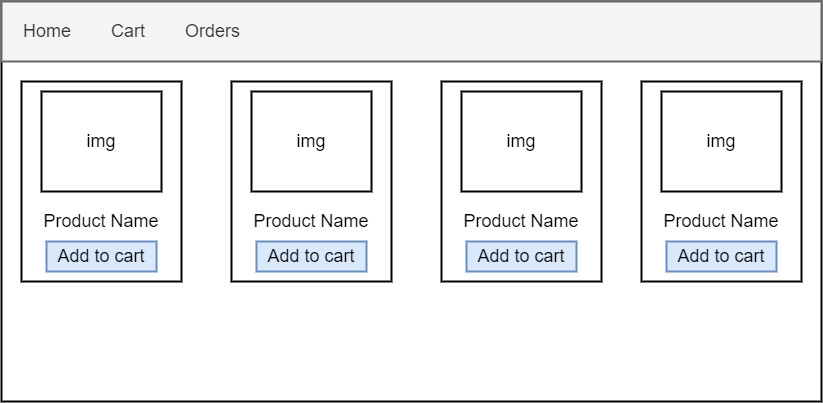 Home Cart Orders
img img img img
Product Name Product Name Product Name Product Name
Add to cart Add to cart Add to cart Add to cart